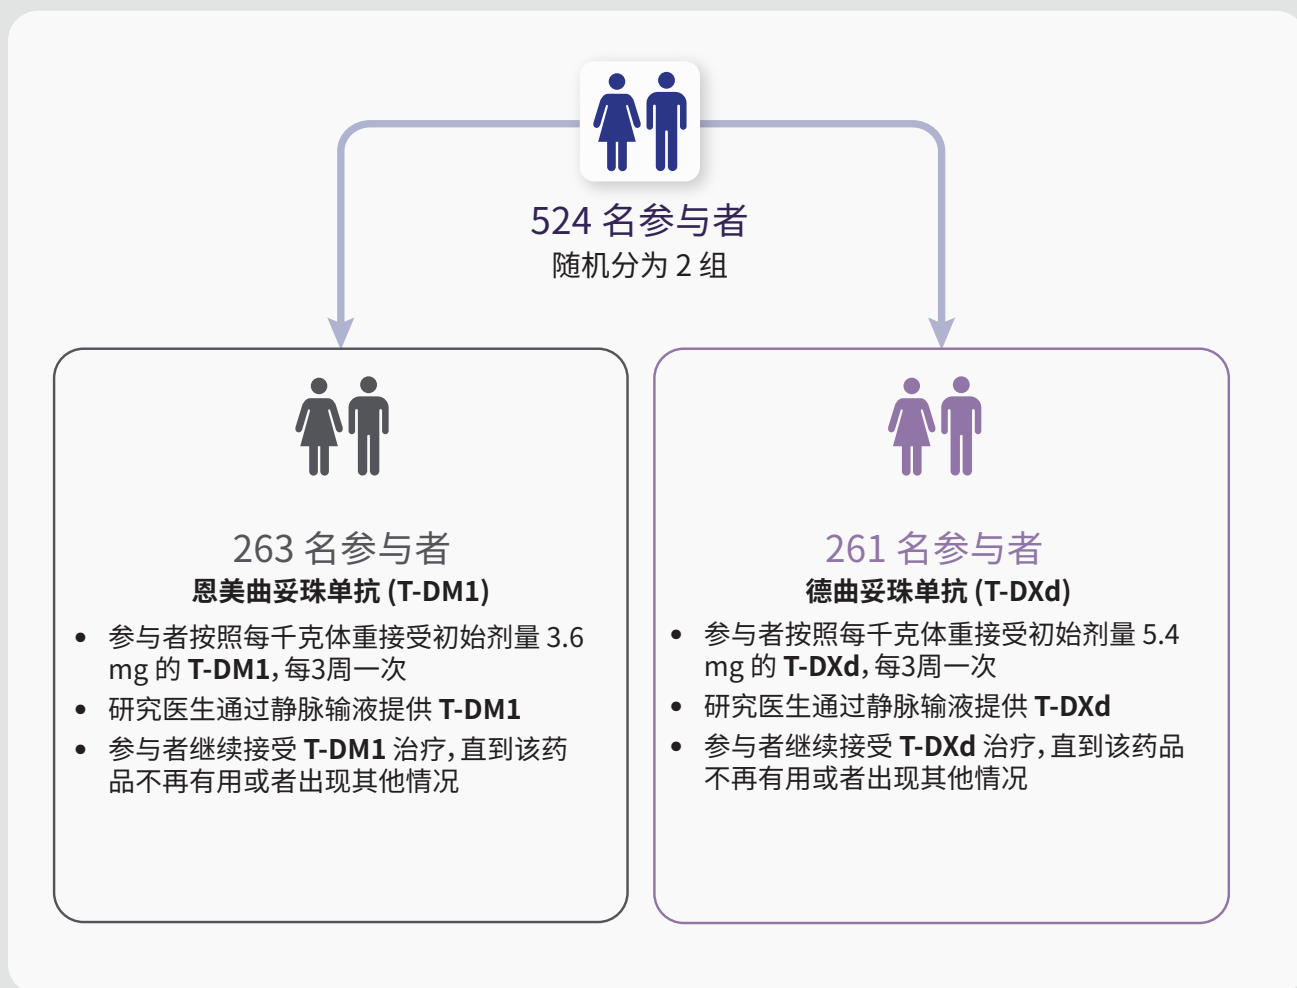 524 名参与者
随机分为 2 组
263 名参与者
恩美曲妥珠单抗 (T-DM1)
• 参与者按照每千克体重接受初始剂量 3.6
mg 的 T-DM1，每3周一次
• 研究医生通过静脉输液提供 T-DM1
• 参与者继续接受 T-DM1 治疗，直到该药
品不再有用或者出现其他情况
261 名参与者
德曲妥珠单抗 (T-DXd)
• 参与者按照每千克体重接受初始剂量 5.4
mg 的 T-DXd，每3周一次
• 研究医生通过静脉输液提供 T-DXd
• 参与者继续接受 T-DXd 治疗，直到该药品
不再有用或者出现其他情况